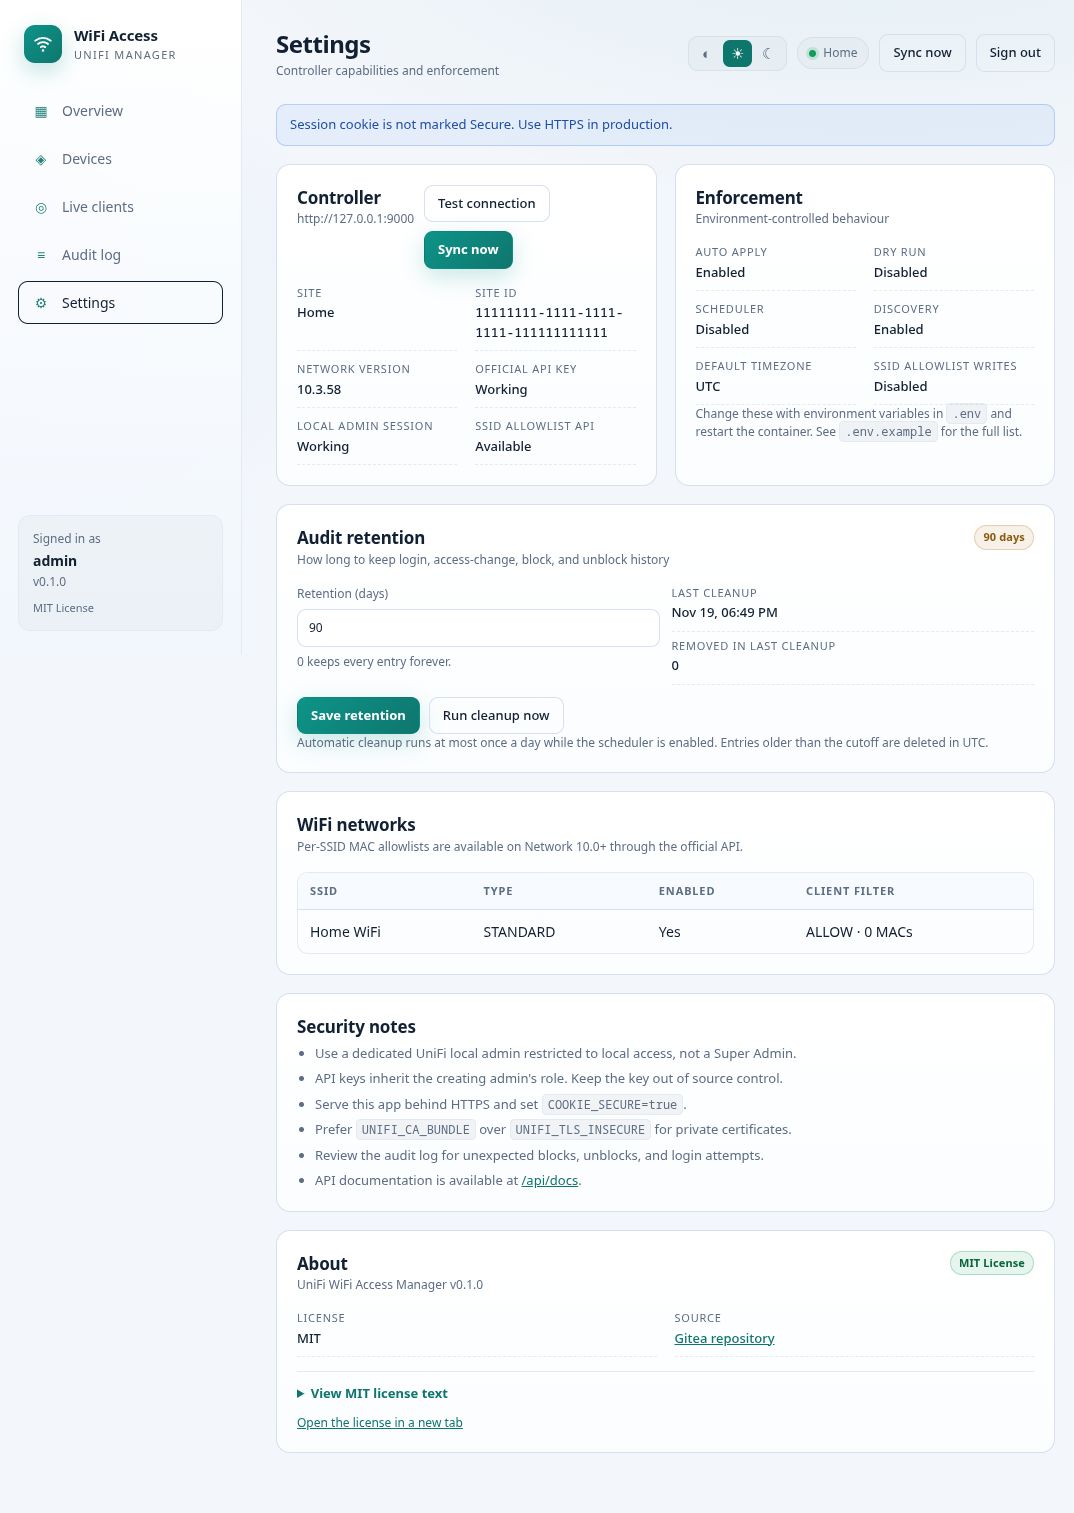 WiFi Access
UNIFI MANAGER
Overview
Devices
Live clients
Audit log
Settings
Signed in as
admin
v0.1.0
MIT License
Settings
Controller capabilities and enforcement
Home
Sync now
Sign out
Session cookie is not marked Secure. Use HTTPS in production.
Controller
http://127.0.0.1:9000
Test connection
Sync now
SITE
Home
SITE ID
11111111-1111-1111-
1111-111111111111
NETWORK VERSION
10.3.58
OFFICIAL API KEY
Working
LOCAL ADMIN SESSION
Working
SSID ALLOWLIST API
Available
Enforcement
Environment-controlled behaviour
AUTO APPLY
Enabled
DRY RUN
Disabled
SCHEDULER
Disabled
DISCOVERY
Enabled
DEFAULT TIMEZONE
UTC
SSID ALLOWLIST WRITES
Disabled
Change these with environment variables in .env and
restart the container. See .env.example for the full list.
Audit retention
90 days
How long to keep login, access-change, block, and unblock history
Retention (days)
90
0 keeps every entry forever.
LAST CLEANUP
Nov 19, 06:49 PM
REMOVED IN LAST CLEANUP
0
Save retention
Run cleanup now
Automatic cleanup runs at most once a day while the scheduler is enabled. Entries older than the cutoff are deleted in UTC.
WiFi networks
Per-SSID MAC allowlists are available on Network 10.0+ through the official API.
SSID TYPE ENABLED CLIENT FILTER
Home WiFi STANDARD Yes ALLOW · 0 MACs
Security notes
Use a dedicated UniFi local admin restricted to local access, not a Super Admin.
API keys inherit the creating admin's role. Keep the key out of source control.
Serve this app behind HTTPS and set COOKIE_SECURE=true.
Prefer UNIFI_CA_BUNDLE over UNIFI_TLS_INSECURE for private certificates.
Review the audit log for unexpected blocks, unblocks, and login attempts.
API documentation is available at /api/docs.
About
MIT License
UniFi WiFi Access Manager v0.1.0
LICENSE
MIT
SOURCE
Gitea repository
View MIT license text
Open the license in a new tab